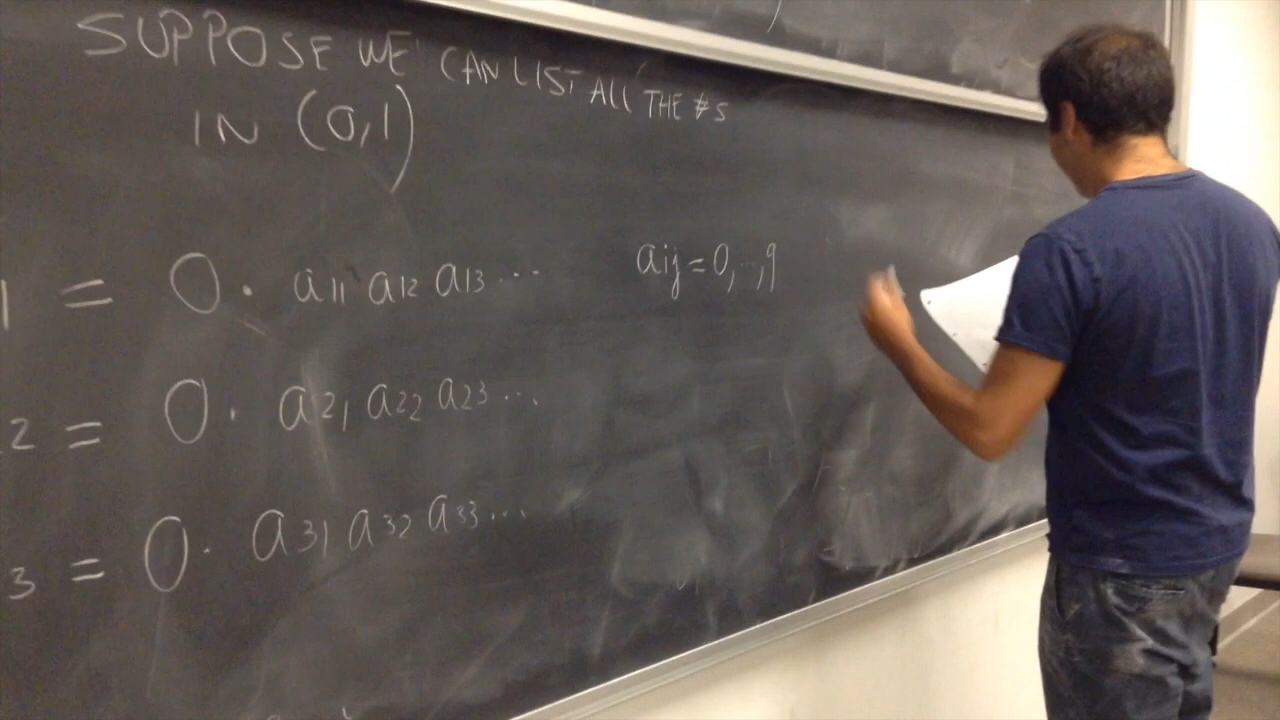 SUPPOSE WE CAN LIST ALL THE #S
IN (0,1)
1 = 0. a11 a12 a13 ... aij = 0, .., 9
2 = 0. a21 a22 a23 ...
3 = 0. a31 a32 a33 ...